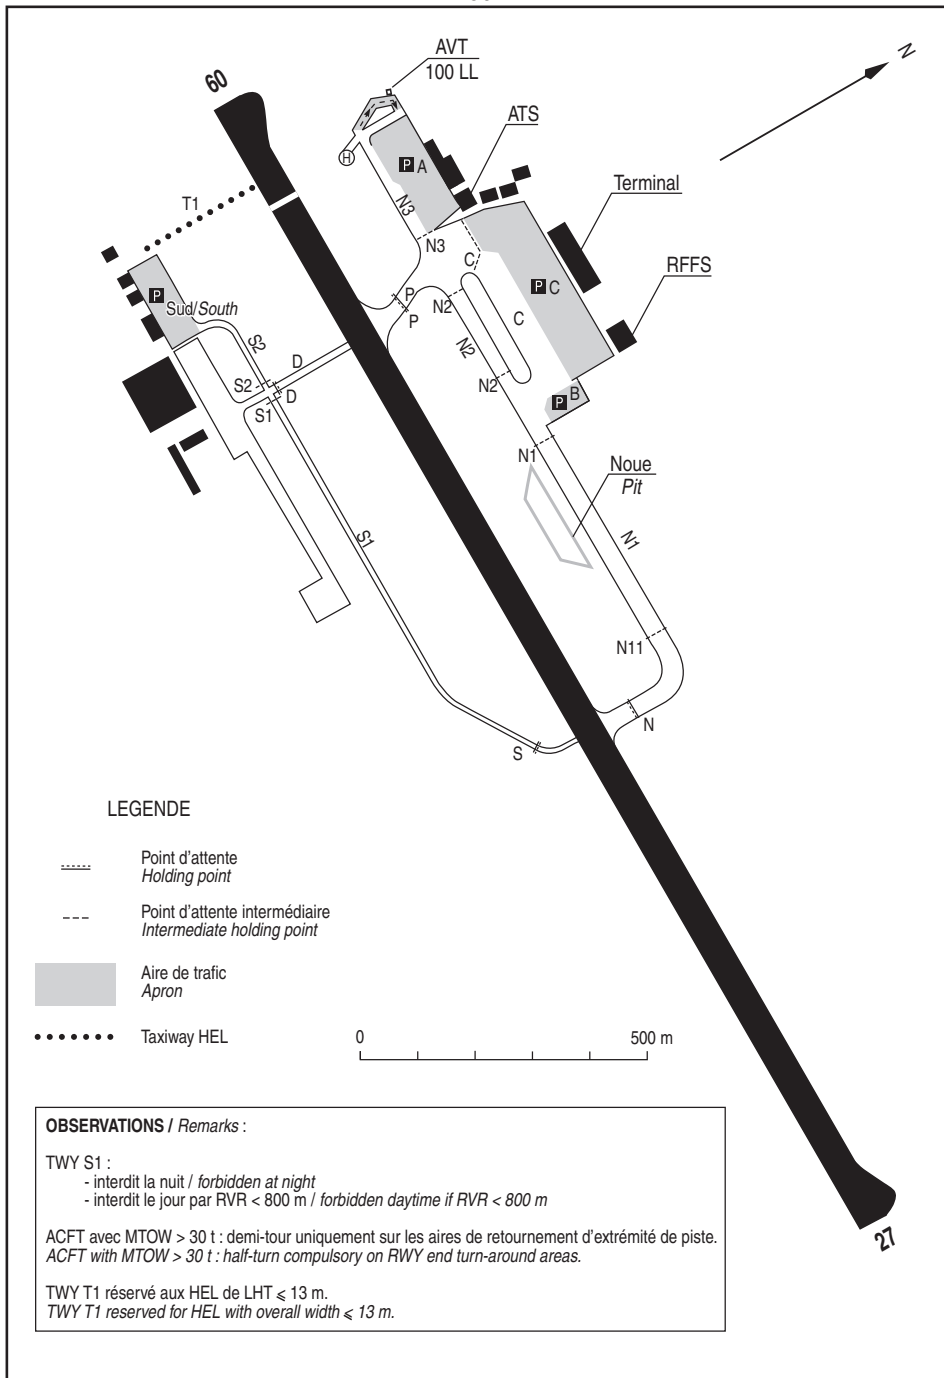 09
AVT
100 LL
N
ATS
P A
Terminal
T1
N3
N3
C
RFFS
P C
P
Sud/South
P
P
N2
C
S2
D
N2
S2
D
N2
P B
S1
N1
Noue
Pit
S1
N1
N11
N
S
LEGENDE
Point d'attente
Holding point
Point d'attente intermédiaire
Intermediate holding point
Aire de trafic
Apron
Taxiway HEL
0 500 m
OBSERVATIONS / Remarks :
TWY S1 :
- interdit la nuit / forbidden at night
- interdit le jour par RVR < 800 m / forbidden daytime if RVR < 800 m
ACFT avec MTOW > 30 t : demi-tour uniquement sur les aires de retournement d'extrémité de piste.
ACFT with MTOW > 30 t : half-turn compulsory on RWY end turn-around areas.
TWY T1 réservé aux HEL de LHT ⩽ 13 m.
TWY T1 reserved for HEL with overall width ⩽ 13 m.
27
H